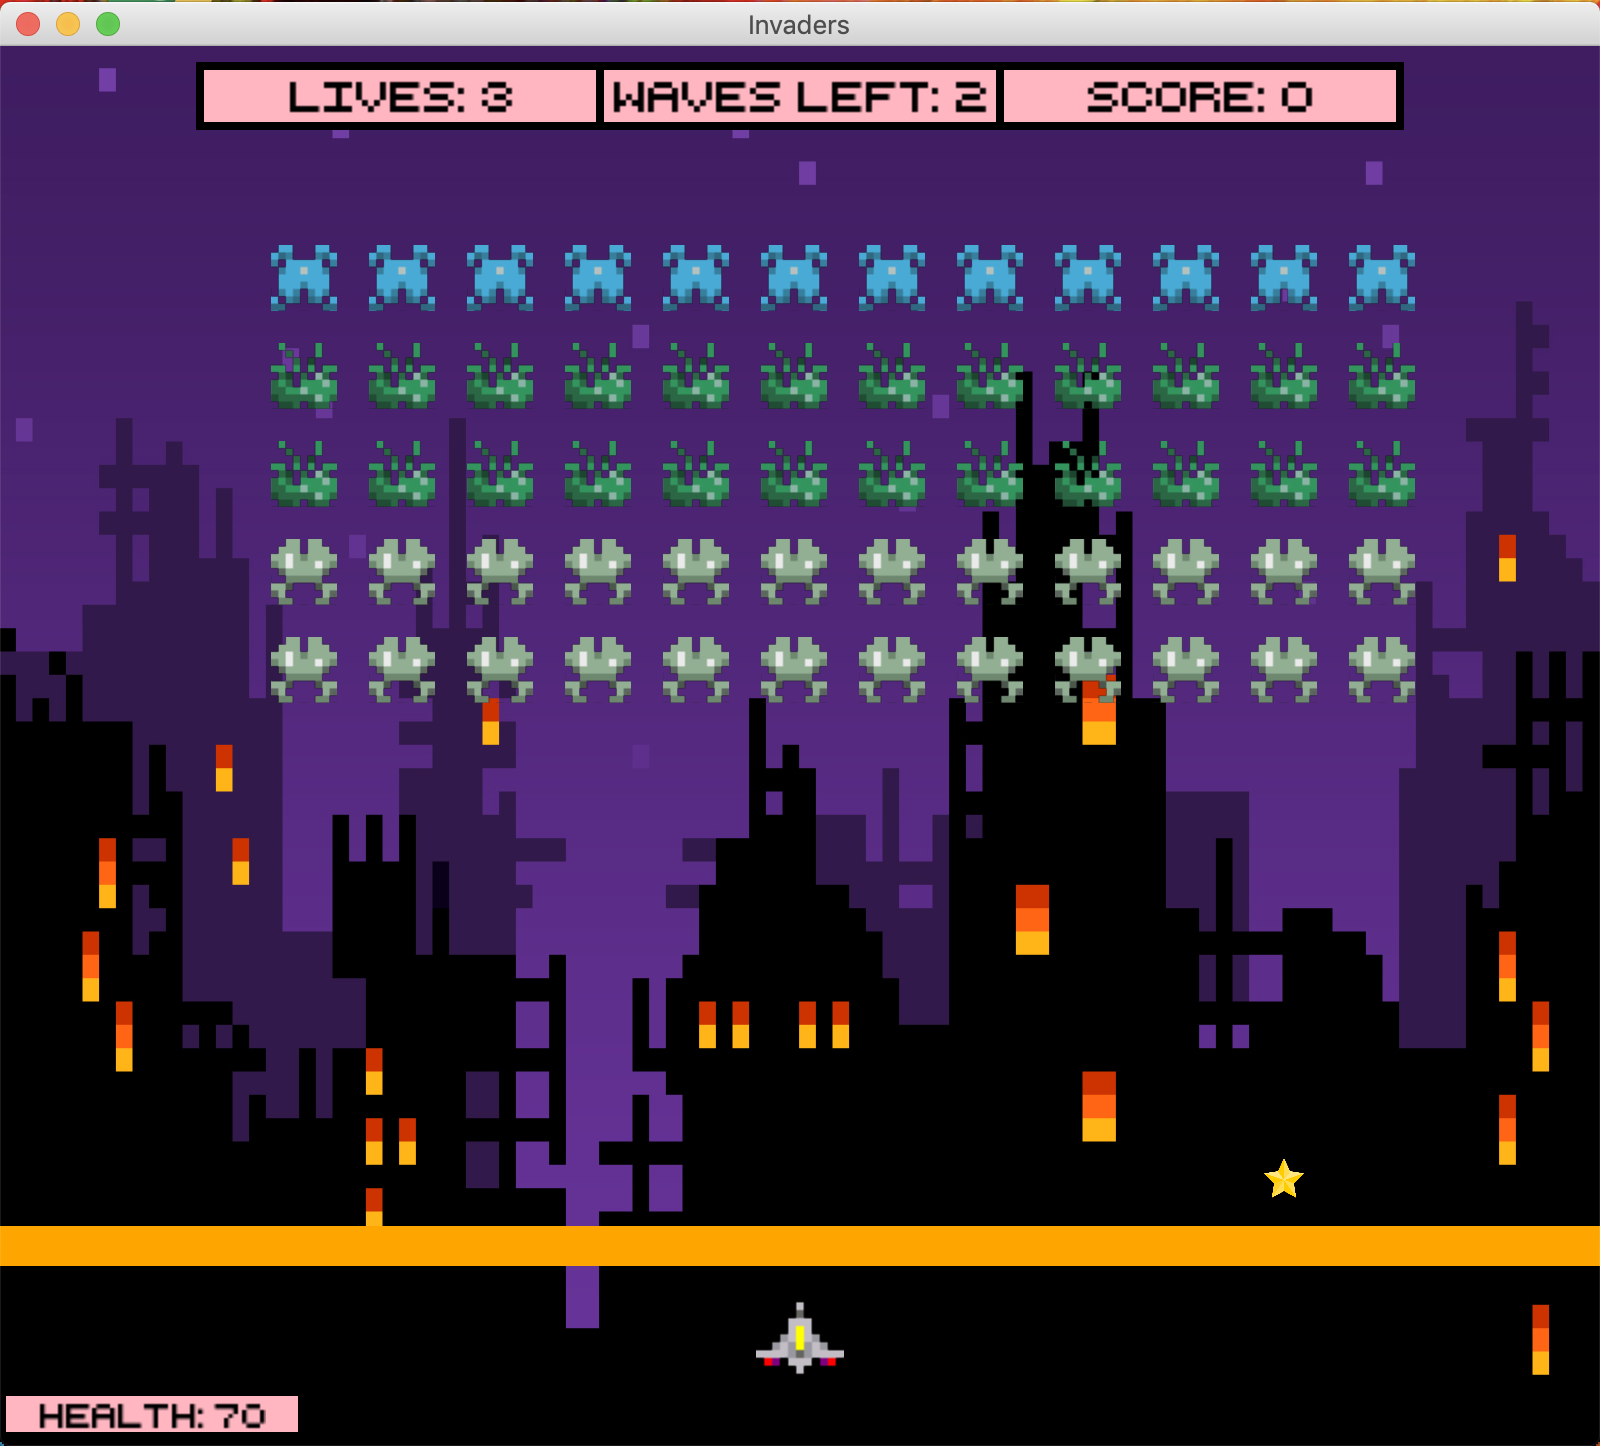 Invaders
LIVES: 3
WAVES LEFT: 2
SCORE: 0
HEALTH: 70